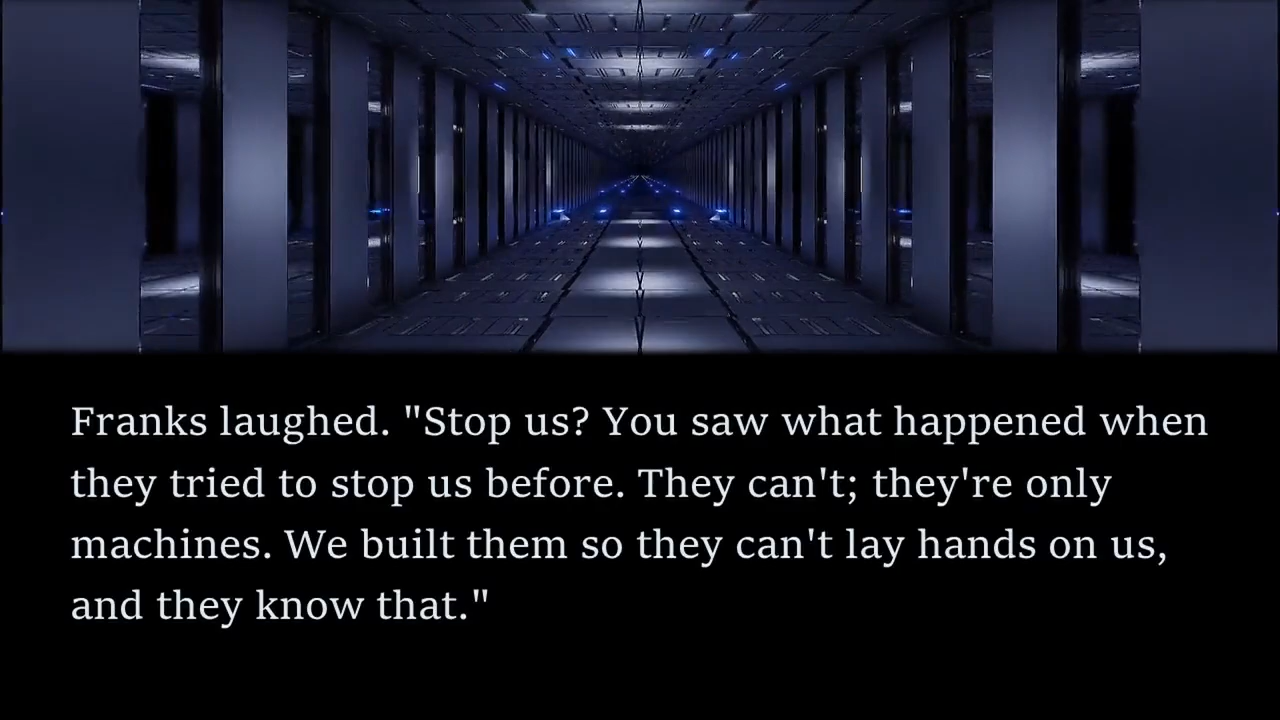 Franks laughed. "Stop us? You saw what happened when
they tried to stop us before. They can't; they're only
machines. We built them so they can't lay hands on us,
and they know that."